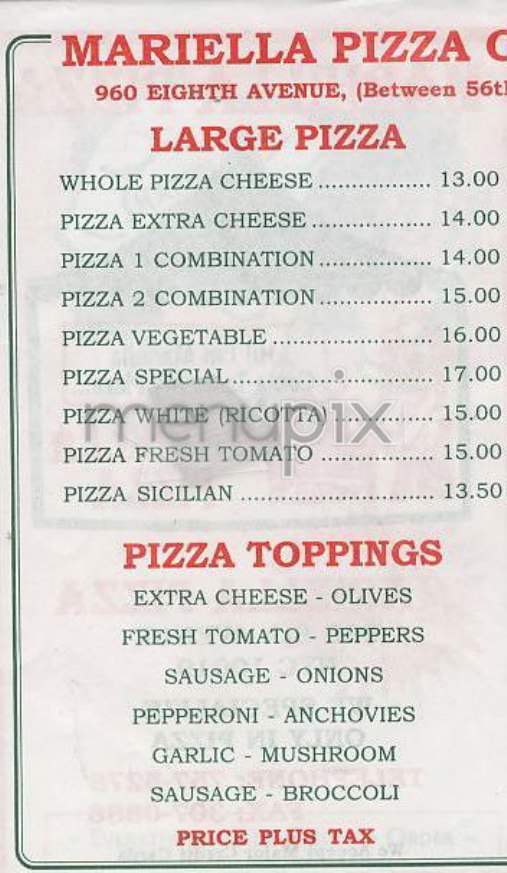 MARIELLA PIZZA
960 EIGHTH AVENUE, (Between 56th
LARGE PIZZA
WHOLE PIZZA CHEESE ................. 13.00
PIZZA EXTRA CHEESE .................. 14.00
PIZZA 1 COMBINATION ................. 14.00
PIZZA 2 COMBINATION ................. 15.00
PIZZA VEGETABLE ........................ 16.00
PIZZA SPECIAL .............................. 17.00
PIZZA WHITE (RICOTTA) ............... 15.00
PIZZA FRESH TOMATO ................. 15.00
PIZZA SICILIAN ............................. 13.50
menupix
PIZZA TOPPINGS
EXTRA CHEESE - OLIVES
FRESH TOMATO - PEPPERS
SAUSAGE - ONIONS
PEPPERONI - ANCHOVIES
GARLIC - MUSHROOM
SAUSAGE - BROCCOLI
PRICE PLUS TAX